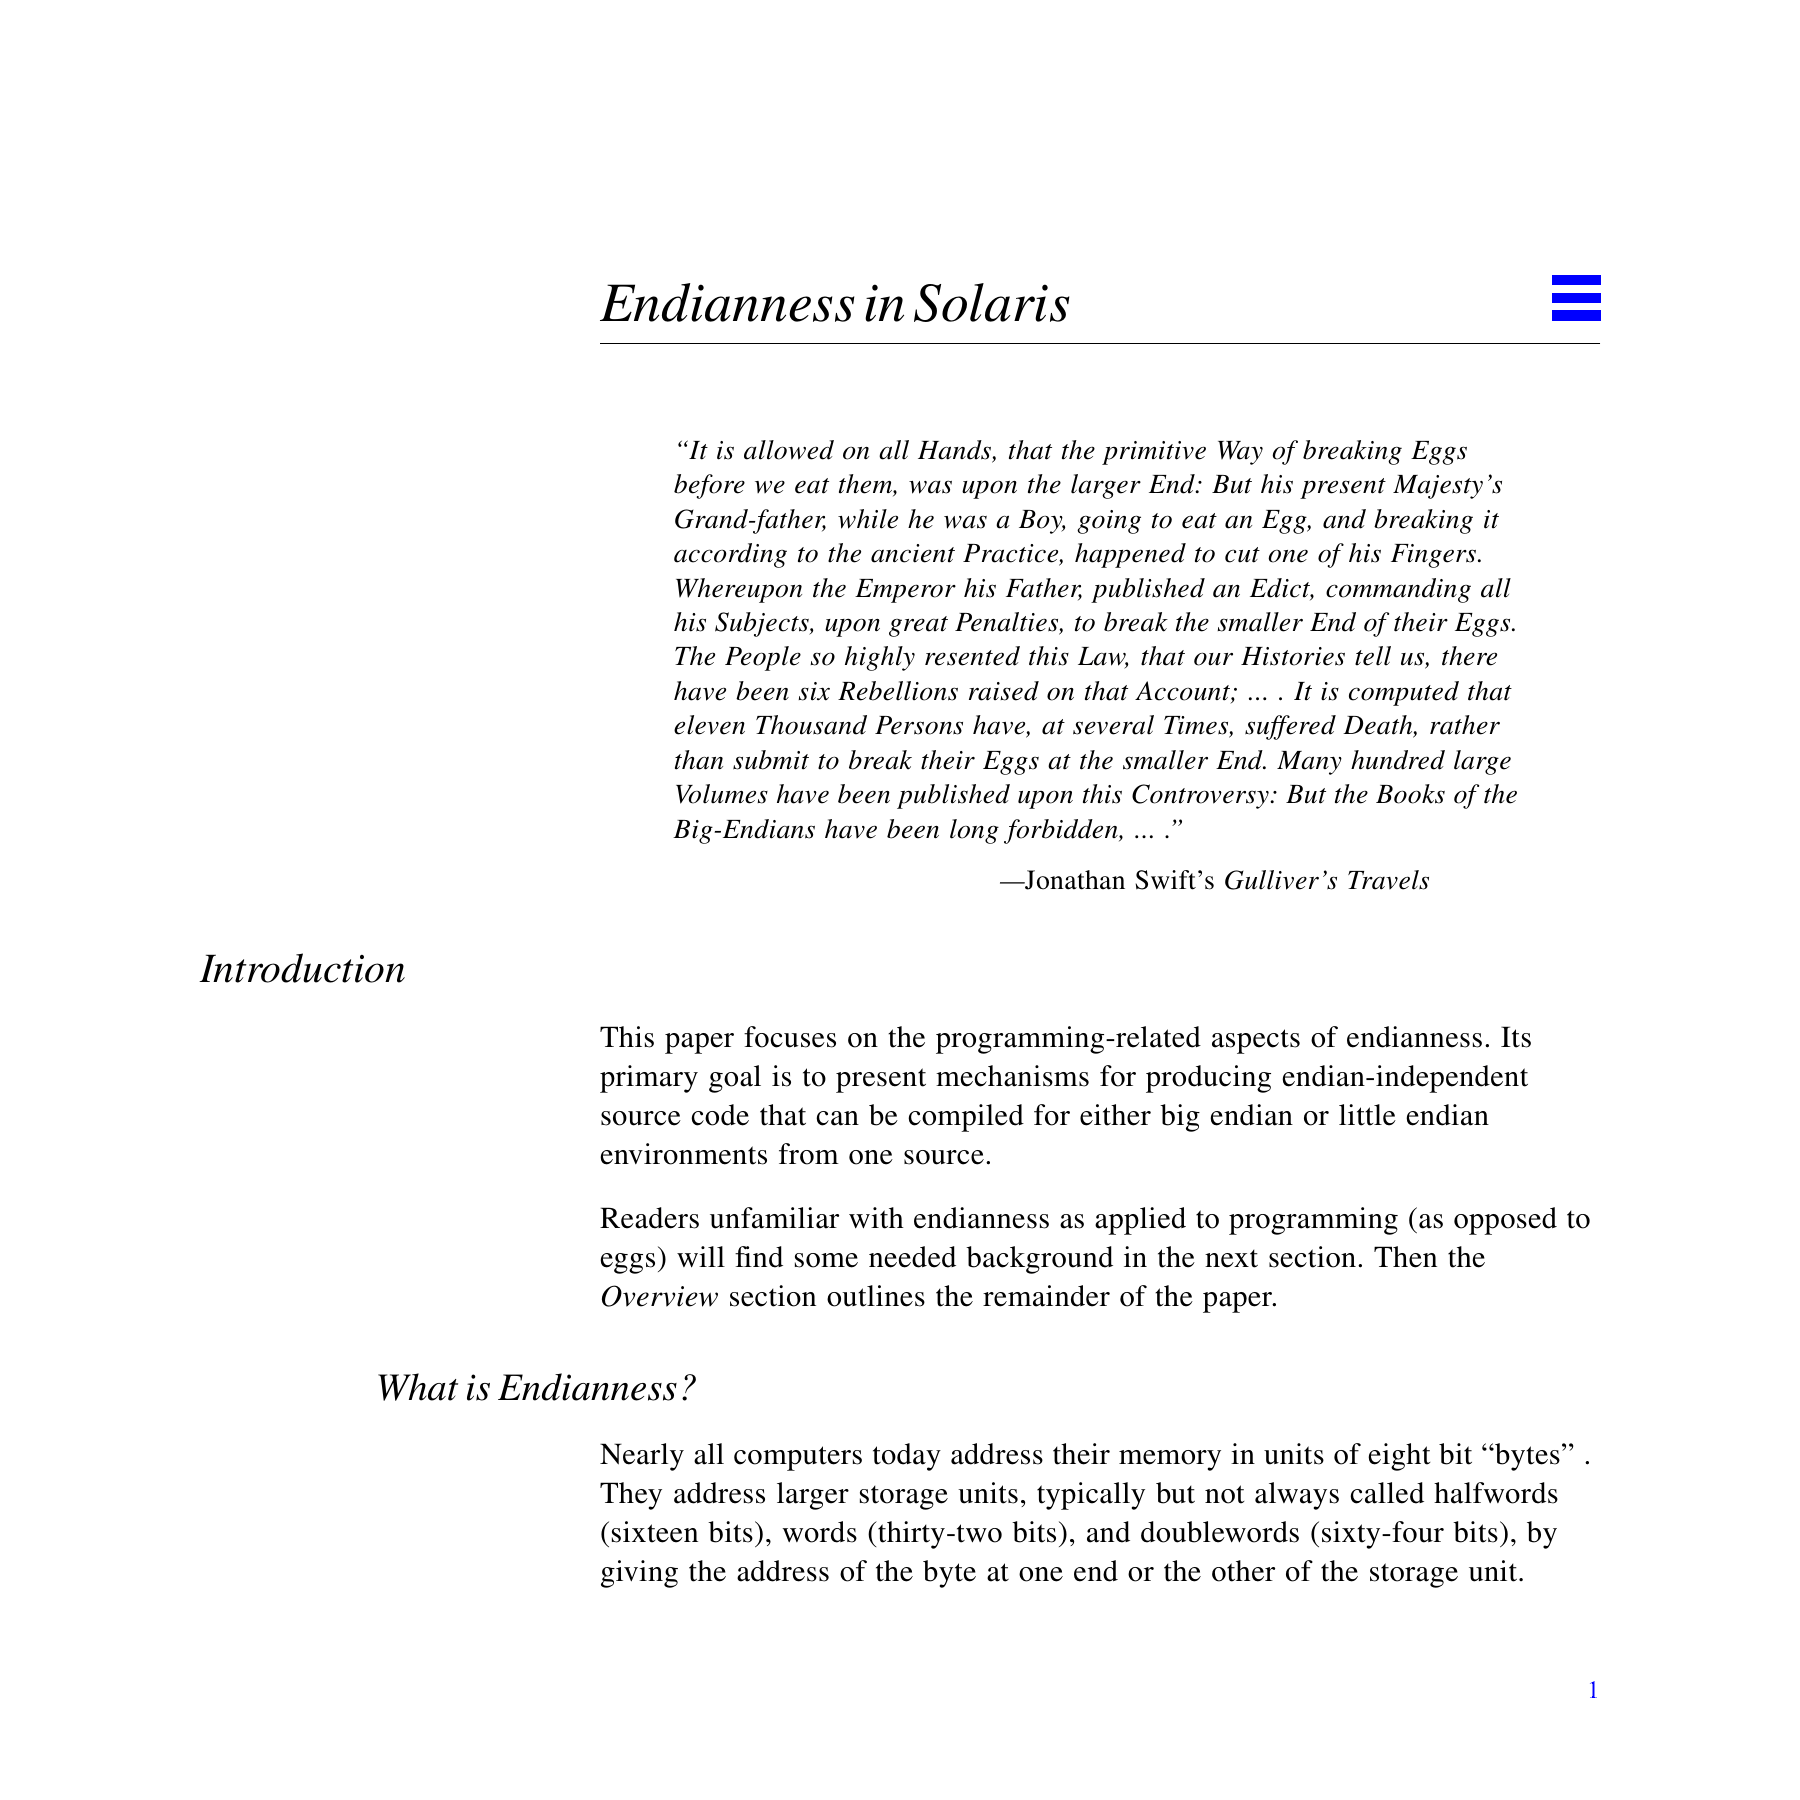 Endianness in Solaris
“It is allowed on all Hands, that the primitive Way of breaking Eggs
before we eat them, was upon the larger End: But his present Majesty’s
Grand-father, while he was a Boy, going to eat an Egg, and breaking it
according to the ancient Practice, happened to cut one of his Fingers.
Whereupon the Emperor his Father, published an Edict, commanding all
his Subjects, upon great Penalties, to break the smaller End of their Eggs.
The People so highly resented this Law, that our Histories tell us, there
have been six Rebellions raised on that Account; ... . It is computed that
eleven Thousand Persons have, at several Times, suffered Death, rather
than submit to break their Eggs at the smaller End. Many hundred large
Volumes have been published upon this Controversy: But the Books of the
Big-Endians have been long forbidden, ... .”
—Jonathan Swift’s Gulliver’s Travels
Introduction
This paper focuses on the programming-related aspects of endianness. Its
primary goal is to present mechanisms for producing endian-independent
source code that can be compiled for either big endian or little endian
environments from one source.
Readers unfamiliar with endianness as applied to programming (as opposed to
eggs) will find some needed background in the next section. Then the
Overview section outlines the remainder of the paper.
What is Endianness?
Nearly all computers today address their memory in units of eight bit “bytes” .
They address larger storage units, typically but not always called halfwords
(sixteen bits), words (thirty-two bits), and doublewords (sixty-four bits), by
giving the address of the byte at one end or the other of the storage unit.
1